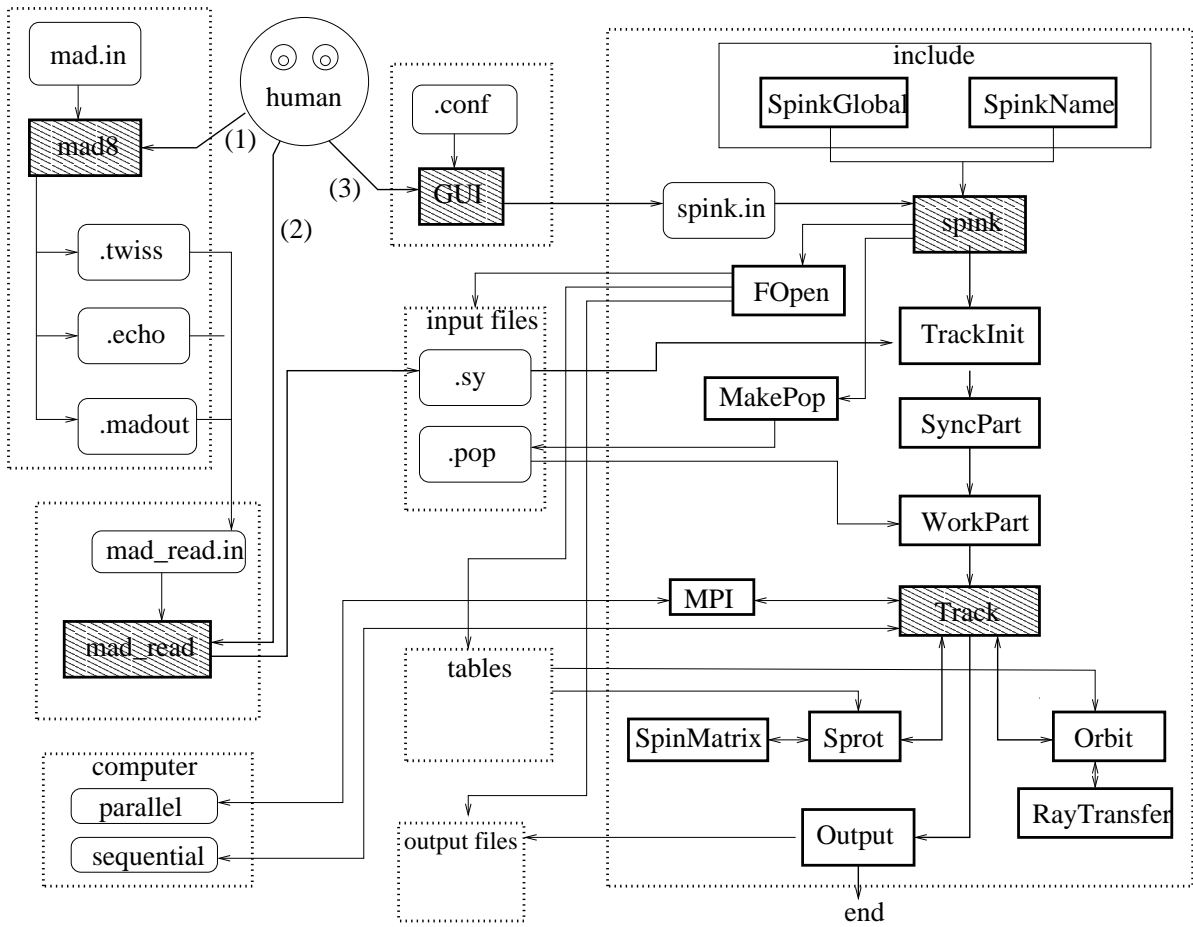 mad.in
human
(1)
mad8
(2)
(3)
.conf
GUI
include
SpinkGlobal
SpinkName
spink.in
spink
.twiss
.echo
.madout
FOpen
input files
.sy
.pop
TrackInit
MakePop
SyncPart
WorkPart
mad_read.in
mad_read
MPI
Track
tables
SpinMatrix
Sprot
Orbit
RayTransfer
computer
parallel
sequential
output files
Output
end